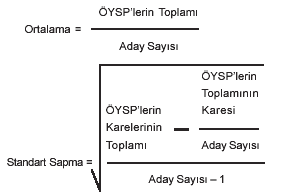 ÖYSP'lerin Toplamı
Ortalama =
Aday Sayısı
ÖYSP'lerin
Toplamının
Karesi
ÖYSP'lerin
Karelerinin
Toplamı
–
Aday Sayısı
Standart Sapma =
Aday Sayısı – 1